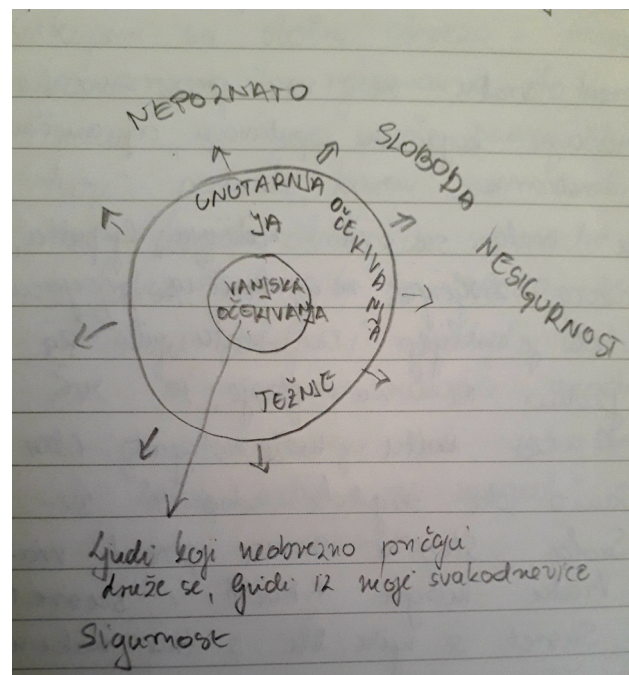 NEPOZNATO
SLOBODA
NESIGURNOST
UNUTARNJA
OČEKIVANJA
JA
VANJSKA
OČEKIVANJA
TEŽNJE
Ljudi koji neobvezno pričaju
druže se, ljudi iz moje svakodnevice
Sigurnost